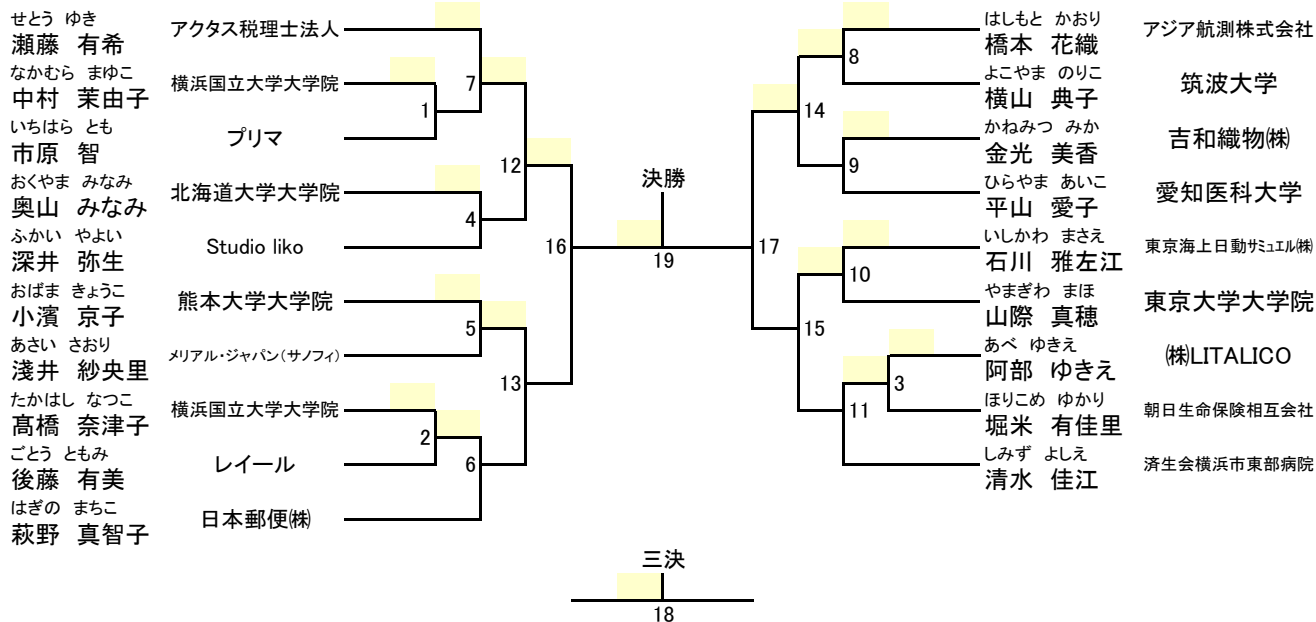 せとう ゆき
瀬藤 有希 アクタス税理士法人
なかむら まゆこ
中村 茉由子 横浜国立大学大学院
いちはら とも
市原 智 プリマ
おくやま みなみ
奥山 みなみ 北海道大学大学院
ふかい やよい
深井 弥生 Studio liko
おばま きょうこ
小濱 京子 熊本大学大学院
あさい さおり
淺井 紗央里 メリアル・ジャパン(サノフィ)
たかはし なつこ
髙橋 奈津子 横浜国立大学大学院
ごとう ともみ
後藤 有美 レイール
はぎの まちこ
萩野 真智子 日本郵便㈱
7
1
12
4
16
5
13
2
6
決勝
19
三決
18
8
14
9
17
10
15
3
11
はしもと かおり
橋本 花織 アジア航測株式会社
よこやま のりこ
横山 典子 筑波大学
かねみつ みか
金光 美香 吉和織物㈱
ひらやま あいこ
平山 愛子 愛知医科大学
いしかわ まさえ
石川 雅左江 東京海上日動ｻﾐｭｴﾙ㈱
やまぎわ まほ
山際 真穂 東京大学大学院
あべ ゆきえ
阿部 ゆきえ ㈱LITALICO
ほりこめ ゆかり
堀米 有佳里 朝日生命保険相互会社
しみず よしえ
清水 佳江 済生会横浜市東部病院